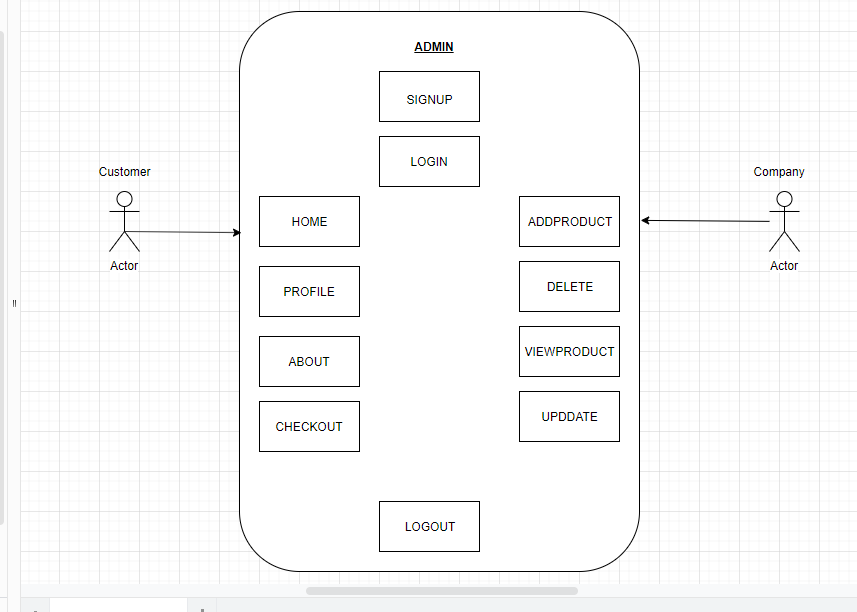 ADMIN
SIGNUP
LOGIN
Customer
Actor
HOME
PROFILE
ABOUT
CHECKOUT
Company
Actor
ADDPRODUCT
DELETE
VIEWPRODUCT
UPDDATE
LOGOUT